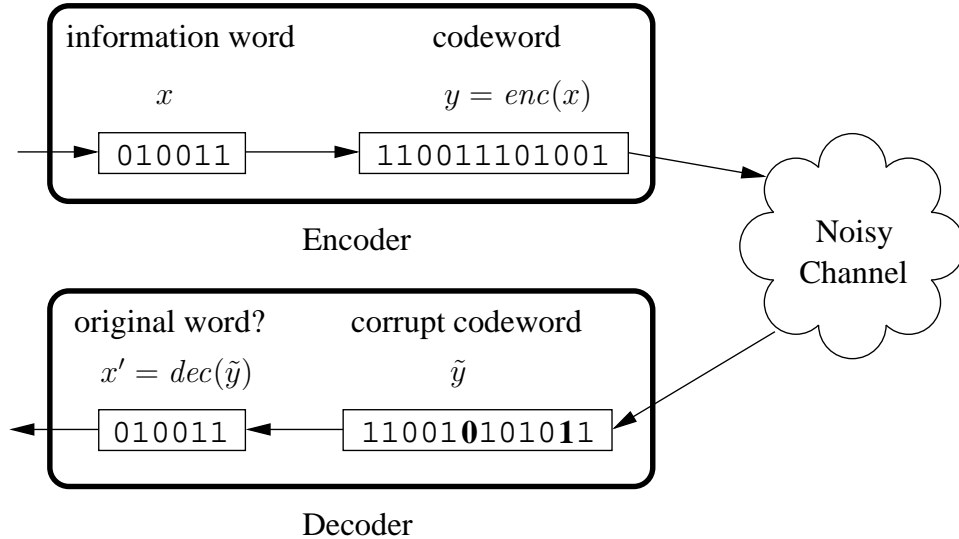 information word codeword
x y = enc(x)
010011 110011101001
Encoder
Noisy
Channel
original word? corrupt codeword
x′ = dec(ỹ) ỹ
010011 110010101011
Decoder